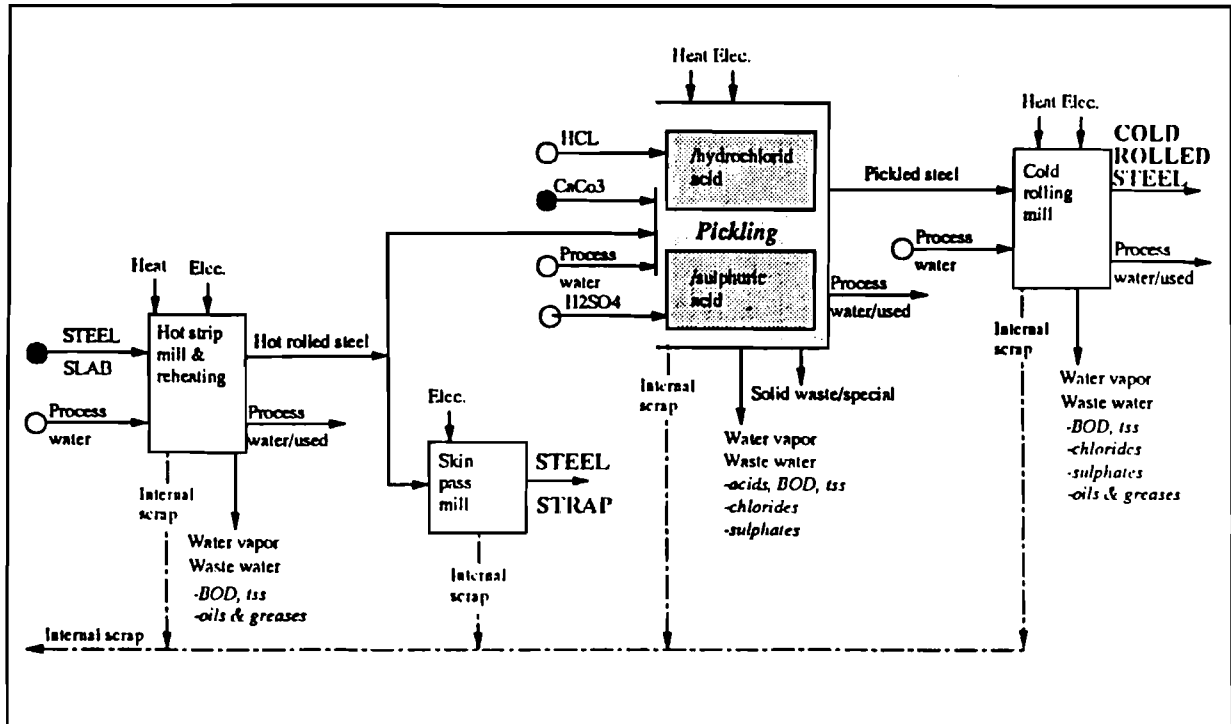 Heat Elec.
HCL
/hydrochlorid
acid
CaCo3
Pickling
Process
water
H2SO4
/sulphuric
acid
Pickled steel
Process
water/used
Internal
scrap
Solid waste/special
Water vapor
Waste water
-acids, BOD, tss
-chlorides
-sulphates
Heat Elec.
Cold
rolling
mill
COLD
ROLLED
STEEL
Process
water
Process
water/used
Internal
scrap
Water vapor
Waste water
-BOD, tss
-chlorides
-sulphates
-oils & greases
Heat
Elec.
STEEL
SLAB
Hot strip
mill &
reheating
Hot rolled steel
Process
water
Process
water/used
Internal
scrap
Water vapor
Waste water
-BOD, tss
-oils & greases
Elec.
Skin
pass
mill
STEEL
STRAP
Internal
scrap
Internal scrap